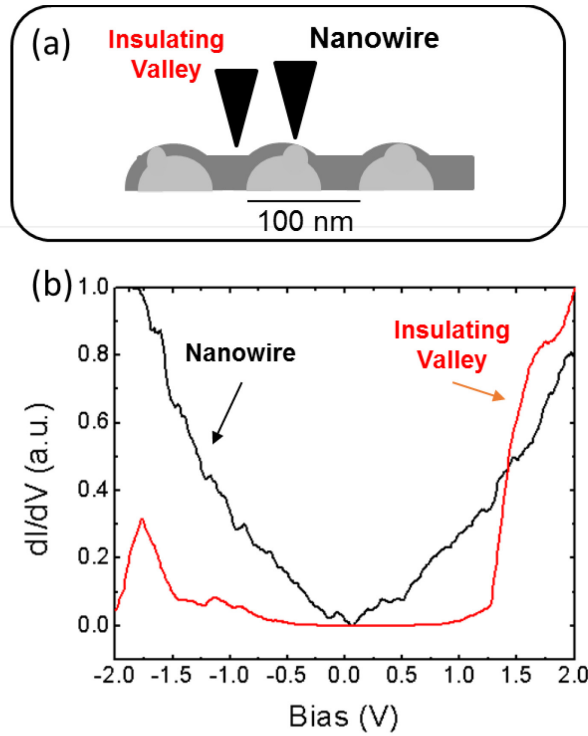 (a)
Insulating
Valley
Nanowire
100 nm
(b)
1.0
0.8
0.6
0.4
0.2
0.0
dI/dV (a.u.)
Nanowire
Insulating
Valley
-2.0 -1.5 -1.0 -0.5 0.0 0.5 1.0 1.5 2.0
Bias (V)